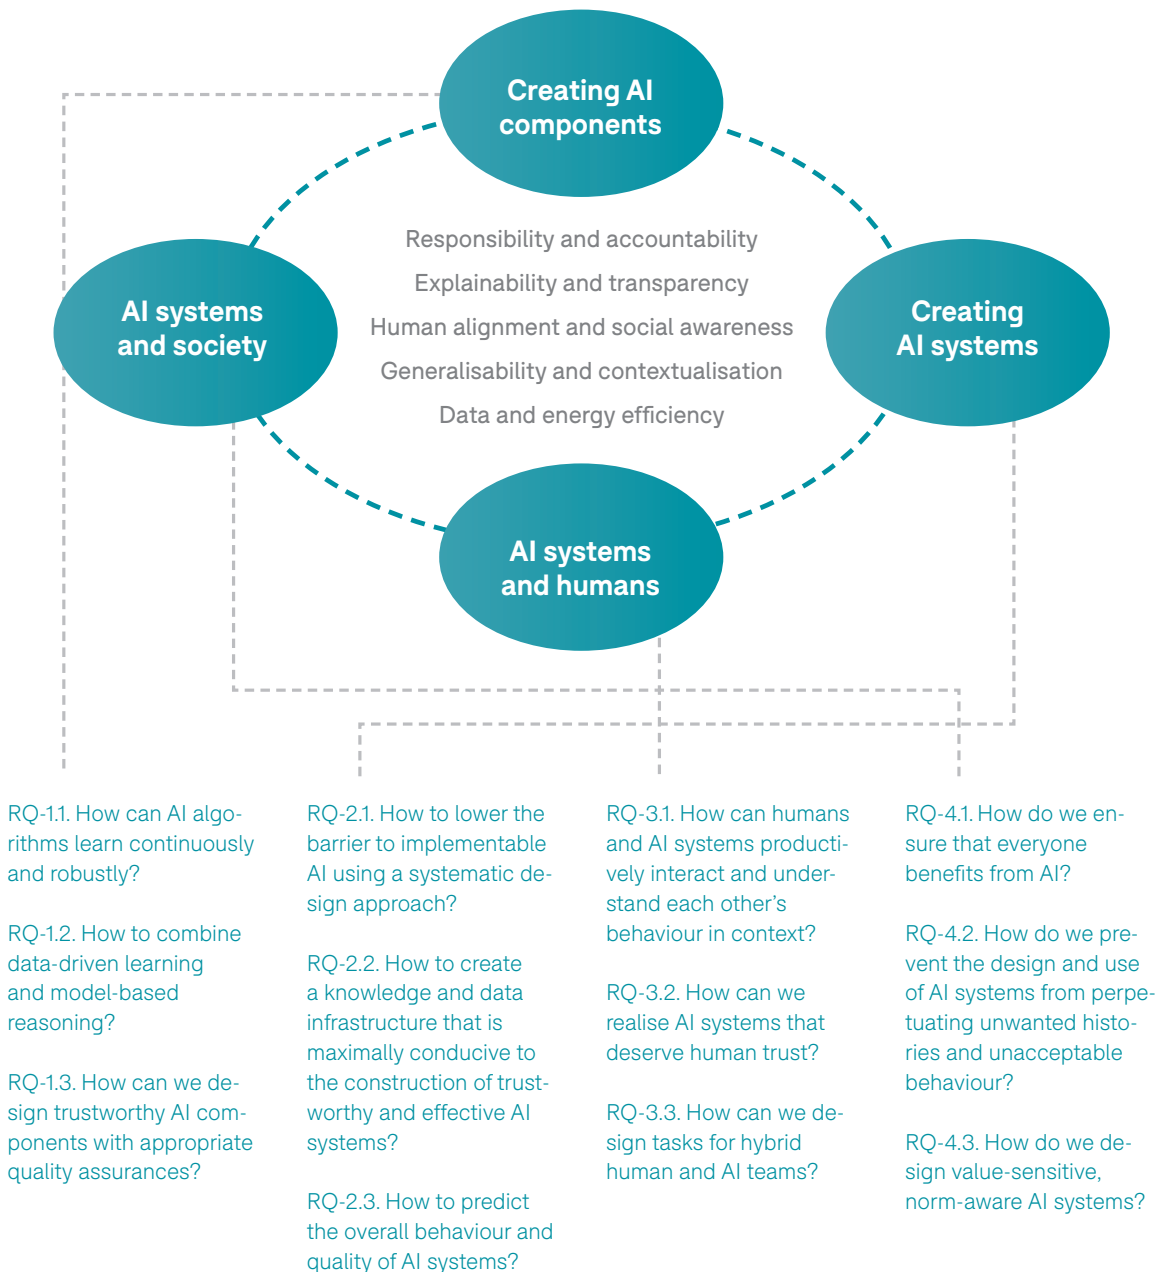 Creating AI
components
Responsibility and accountability
Explainability and transparency
Human alignment and social awareness
Generalisability and contextualisation
Data and energy efficiency
AI systems
and society
Creating
AI systems
AI systems
and humans
RQ-1.1. How can AI algo-
rithms learn continuously
and robustly?
RQ-1.2. How to combine
data-driven learning
and model-based
reasoning?
RQ-1.3. How can we de-
sign trustworthy AI com-
ponents with appropriate
quality assurances?
RQ-2.1. How to lower the
barrier to implementable
AI using a systematic de-
sign approach?
RQ-2.2. How to create
a knowledge and data
infrastructure that is
maximally conducive to
the construction of trust-
worthy and effective AI
systems?
RQ-2.3. How to predict
the overall behaviour and
quality of AI systems?
RQ-3.1. How can humans
and AI systems producti-
vely interact and under-
stand each other's
behaviour in context?
RQ-3.2. How can we
realise AI systems that
deserve human trust?
RQ-3.3. How can we de-
sign tasks for hybrid
human and AI teams?
RQ-4.1. How do we en-
sure that everyone
benefits from AI?
RQ-4.2. How do we pre-
vent the design and use
of AI systems from perpe-
tuating unwanted histo-
ries and unacceptable
behaviour?
RQ-4.3. How do we de-
sign value-sensitive,
norm-aware AI systems?